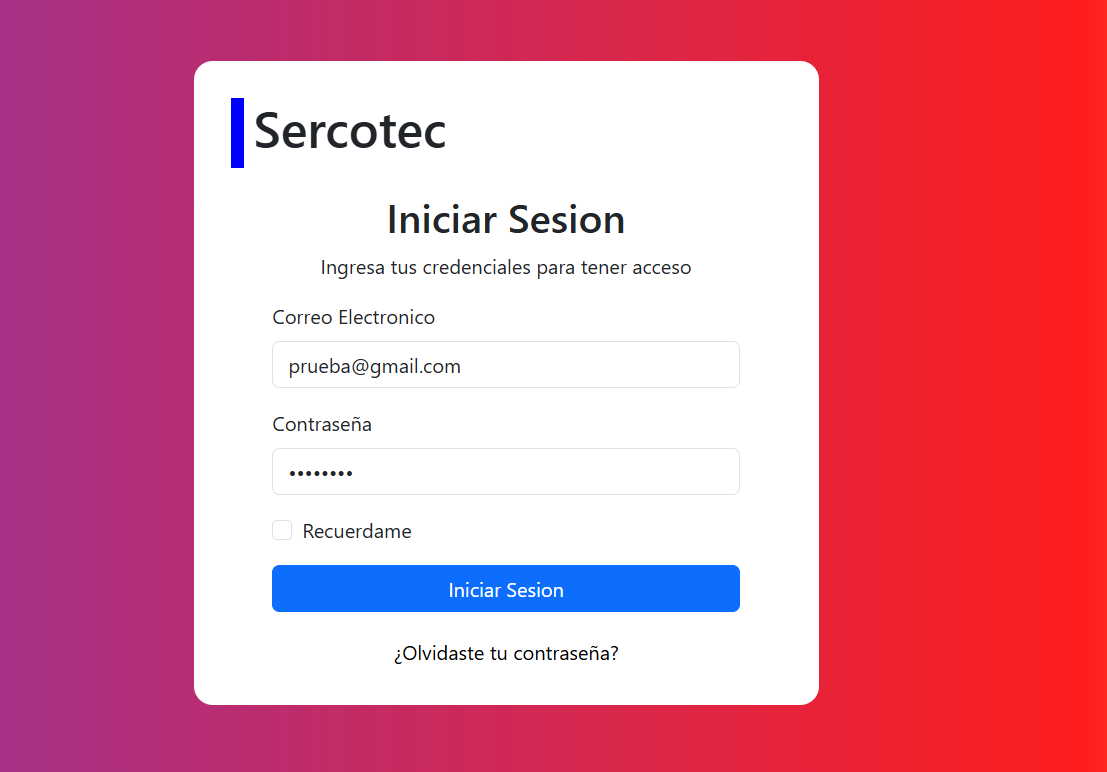 Sercotec
Iniciar Sesion
Ingresa tus credenciales para tener acceso
Correo Electronico
prueba@gmail.com
Contraseña
••••••••
Recuerdame
Iniciar Sesion
¿Olvidaste tu contraseña?